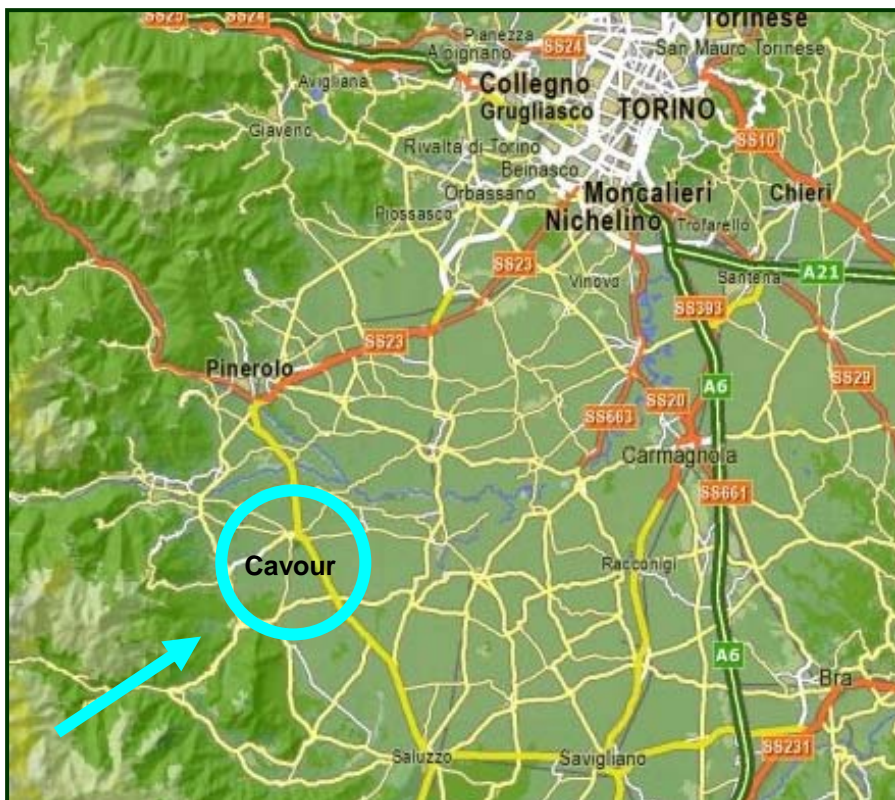 SS25 SS24
Torinese
Pianezza
Alpignano
SS24
San Mauro Torinese
Avigliana
Collegno
Grugliasco
TORINO
Giaveno
SS10
Rivalta di Torino
Beinasco
Orbassano
Moncalieri
Chieri
Piossasco
Nichelino
Trofarello
SS23
Vinovo
Santena
A21
SS393
SS23
Pinerolo
A6
SS29
SS20
SS663
Carmagnola
SS661
Cavour
Racconigi
A6
Bra
SS231
Saluzzo
Savigliano